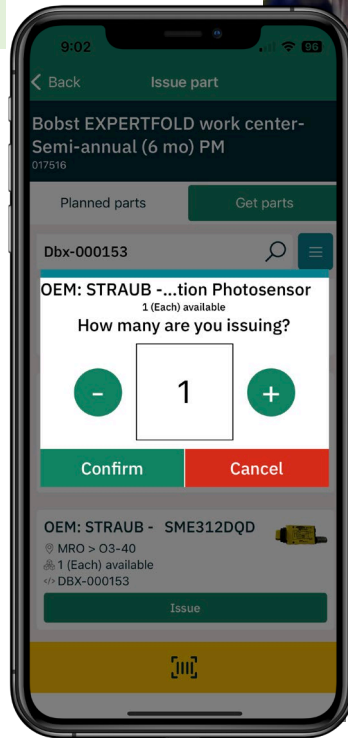 9:02
96
Back
Issue part
Bobst EXPERTFOLD work center-
Semi-annual (6 mo) PM
017516
Planned parts
Get parts
Dbx-000153
OEM: STRAUB -...tion Photosensor
1 (Each) available
How many are you issuing?
-
1
+
Confirm
Cancel
OEM: STRAUB - SME312DQD
MRO > O3-40
1 (Each) available
</> DBX-000153
Issue